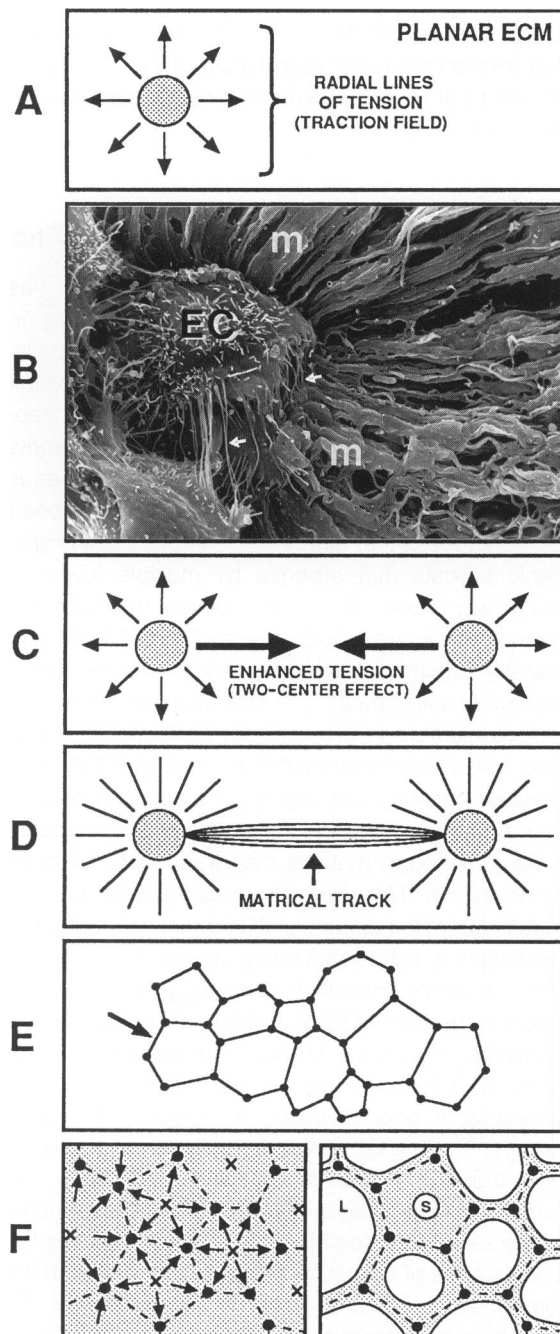 A
PLANAR ECM
RADIAL LINES
OF TENSION
(TRACTION FIELD)
B
m
EC
m
C
ENHANCED TENSION
(TWO-CENTER EFFECT)
D
MATRICAL TRACK
E
F
L
S